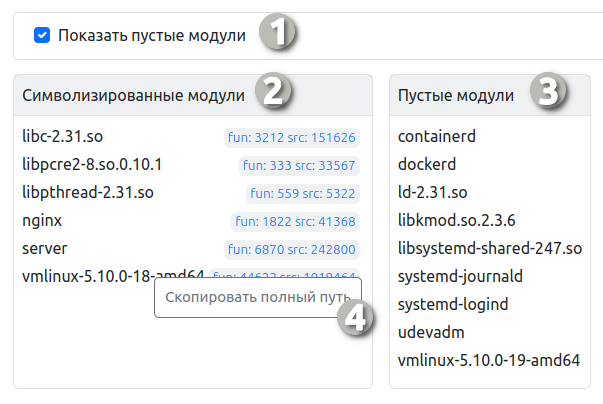 Показать пустые модули 1
Символизированные модули 2
libc-2.31.so fun: 3212 src: 151626
libpcre2-8.so.0.10.1 fun: 333 src: 33567
libpthread-2.31.so fun: 559 src: 5322
nginx fun: 1822 src: 41368
server fun: 6870 src: 242800
vmlinux-5.10.0-18-amd64
Скопировать полный путь 4
Пустые модули 3
containerd
dockerd
ld-2.31.so
libkmod.so.2.3.6
libsystemd-shared-247.so
systemd-journald
systemd-logind
udevadm
vmlinux-5.10.0-19-amd64